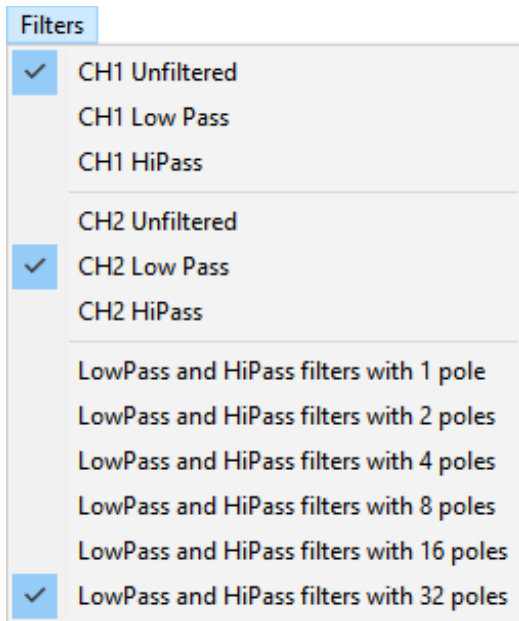 Filters
CH1 Unfiltered
CH1 Low Pass
CH1 HiPass
CH2 Unfiltered
CH2 Low Pass
CH2 HiPass
LowPass and HiPass filters with 1 pole
LowPass and HiPass filters with 2 poles
LowPass and HiPass filters with 4 poles
LowPass and HiPass filters with 8 poles
LowPass and HiPass filters with 16 poles
LowPass and HiPass filters with 32 poles